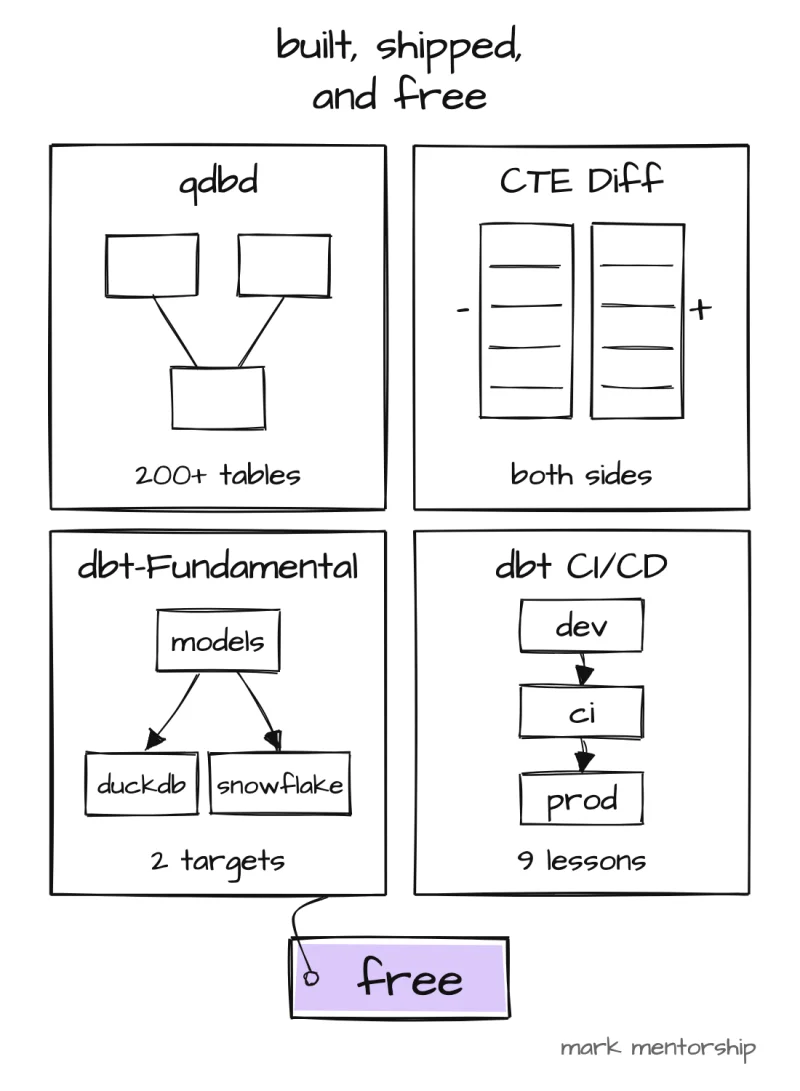 built, shipped,
and free
qdbd
200+ tables
CTE Diff
-
+
both sides
dbt-Fundamental
models
duckdb
snowflake
2 targets
dbt CI/CD
dev
ci
prod
9 lessons
free
mark mentorship